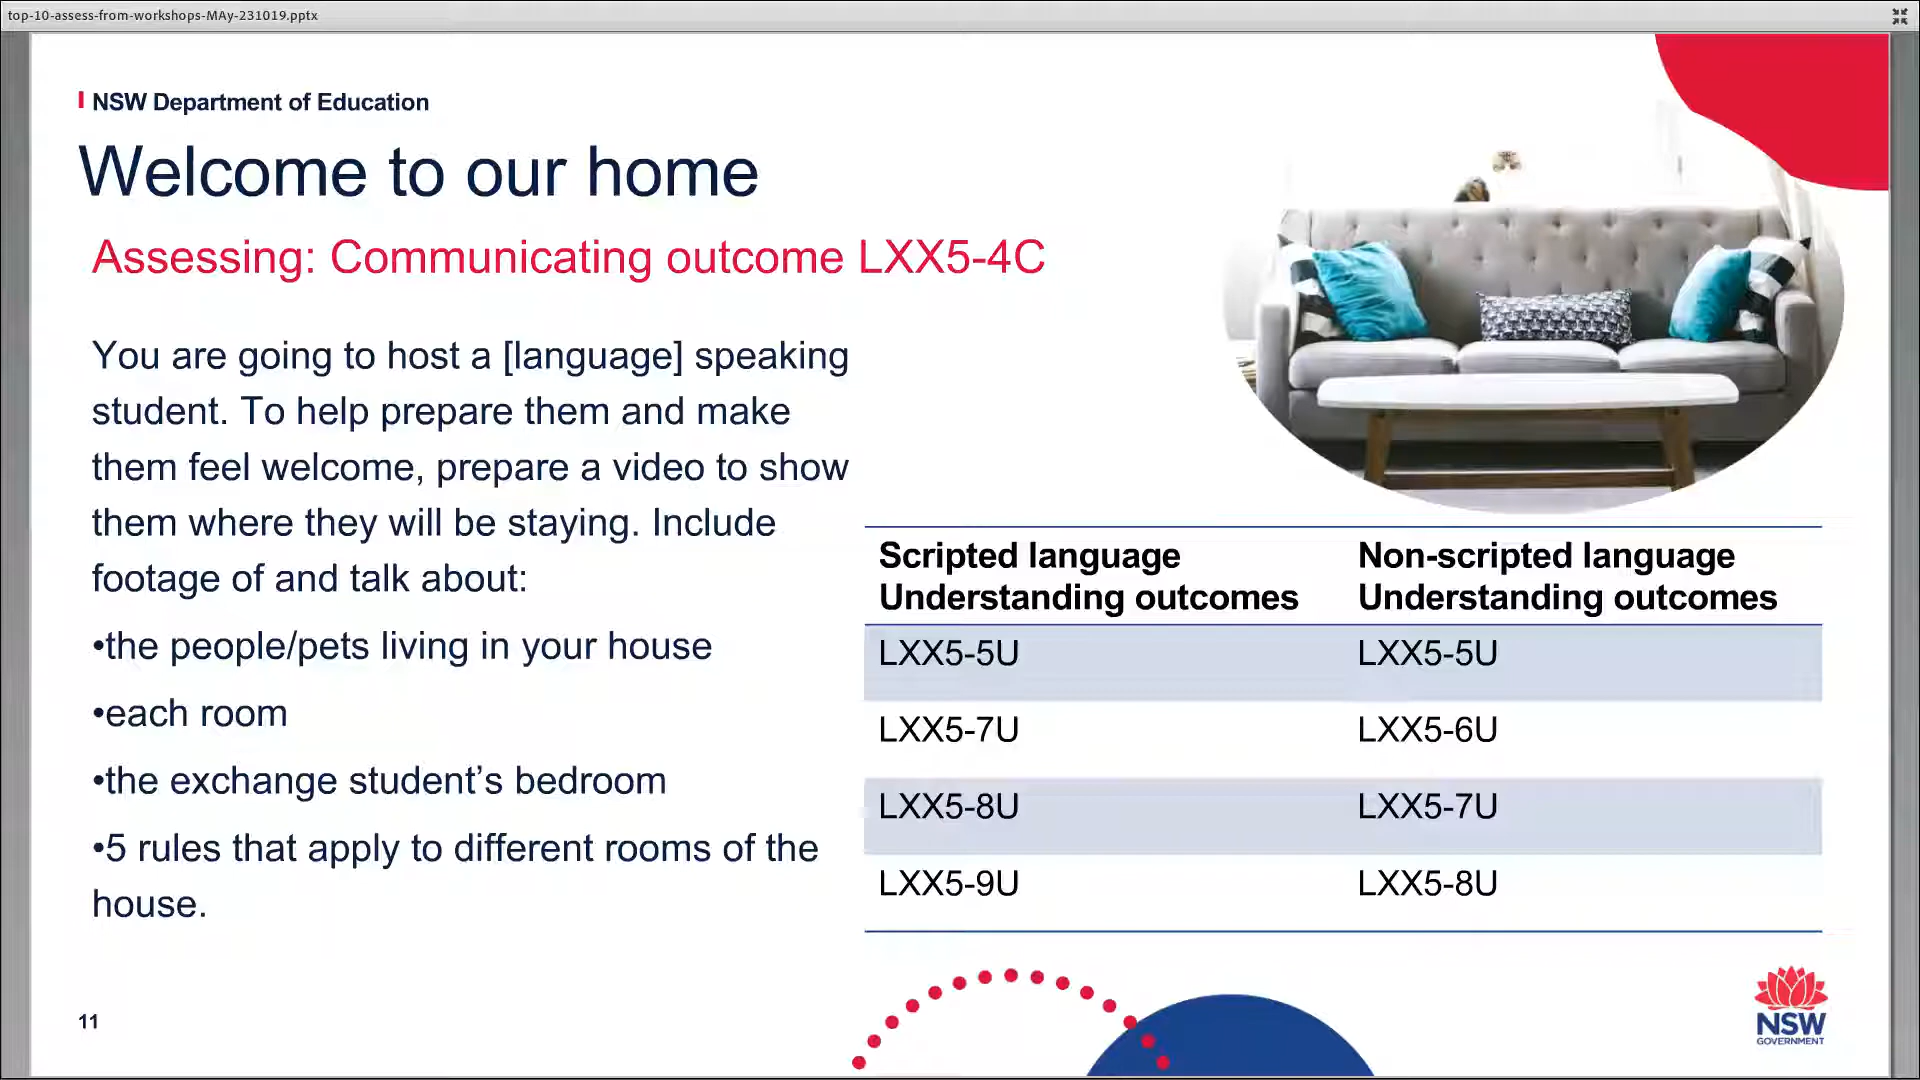 top-10-assess-from-workshops-MAy-231019.pptx
NSW Department of Education
Welcome to our home
Assessing: Communicating outcome LXX5-4C
You are going to host a [language] speaking
student. To help prepare them and make
them feel welcome, prepare a video to show
them where they will be staying. Include
footage of and talk about:
•the people/pets living in your house
•each room
•the exchange student’s bedroom
•5 rules that apply to different rooms of the
house.
Scripted language Non-scripted language
Understanding outcomes Understanding outcomes
LXX5-5U LXX5-5U
LXX5-7U LXX5-6U
LXX5-8U LXX5-7U
LXX5-9U LXX5-8U
11
NSW
GOVERNMENT